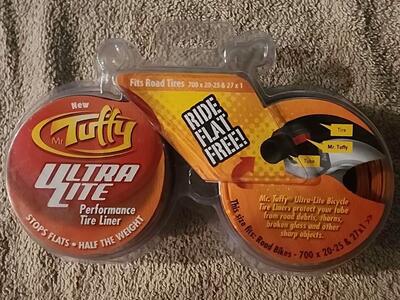 New
Mr. Tuffy
ULTRA
LITE
Performance
Tire Liner
STOPS FLATS • HALF THE WEIGHT
Fits Road Tires 700 x 20-25 & 27 x 1
RIDE
FLAT
FREE!
Tire
Mr. Tuffy
Tube
Mr. Tuffy® Ultra-Lite Bicycle
Tire Liners protect your tube
from road debris, thorns,
broken glass and other
sharp objects.
This size fits: Road Bikes - 700 x 20-25 & 27x1 >>